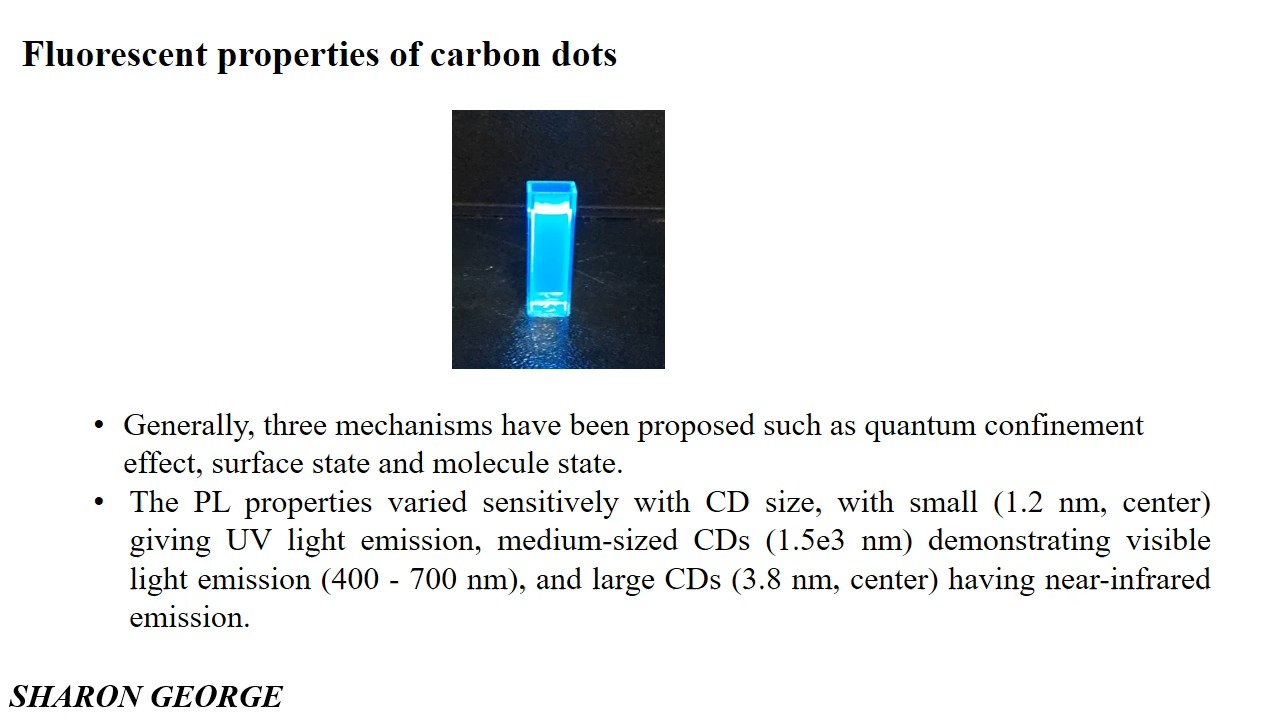 Fluorescent properties of carbon dots
• Generally, three mechanisms have been proposed such as quantum confinement
effect, surface state and molecule state.
• The PL properties varied sensitively with CD size, with small (1.2 nm, center)
giving UV light emission, medium-sized CDs (1.5e3 nm) demonstrating visible
light emission (400 - 700 nm), and large CDs (3.8 nm, center) having near-infrared
emission.
SHARON GEORGE